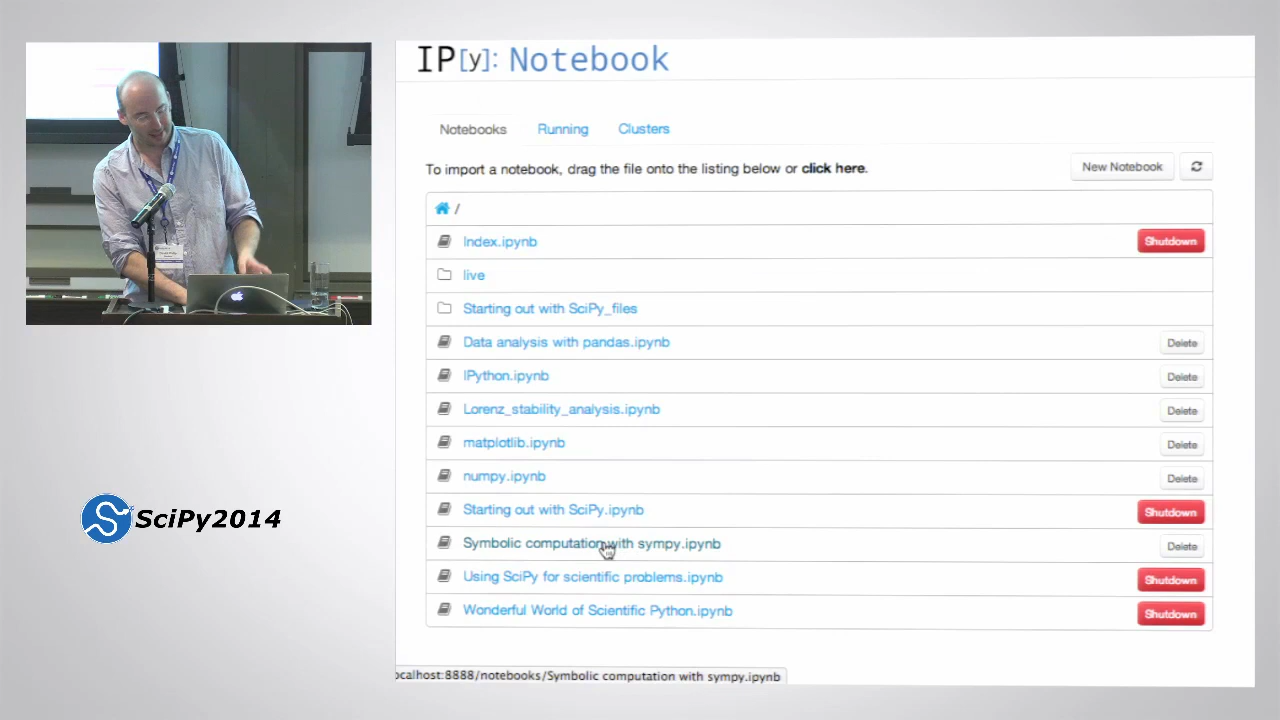 IP[y]: Notebook
Notebooks Running Clusters
To import a notebook, drag the file onto the listing below or click here. New Notebook
/
Index.ipynb Shutdown
live
Starting out with SciPy_files
Data analysis with pandas.ipynb Delete
IPython.ipynb Delete
Lorenz_stability_analysis.ipynb Delete
matplotlib.ipynb Delete
numpy.ipynb Delete
Starting out with SciPy.ipynb Shutdown
Symbolic computation with sympy.ipynb Delete
Using SciPy for scientific problems.ipynb Shutdown
Wonderful World of Scientific Python.ipynb Shutdown
ocalhost:8888/notebooks/Symbolic computation with sympy.ipynb
SciPy2014